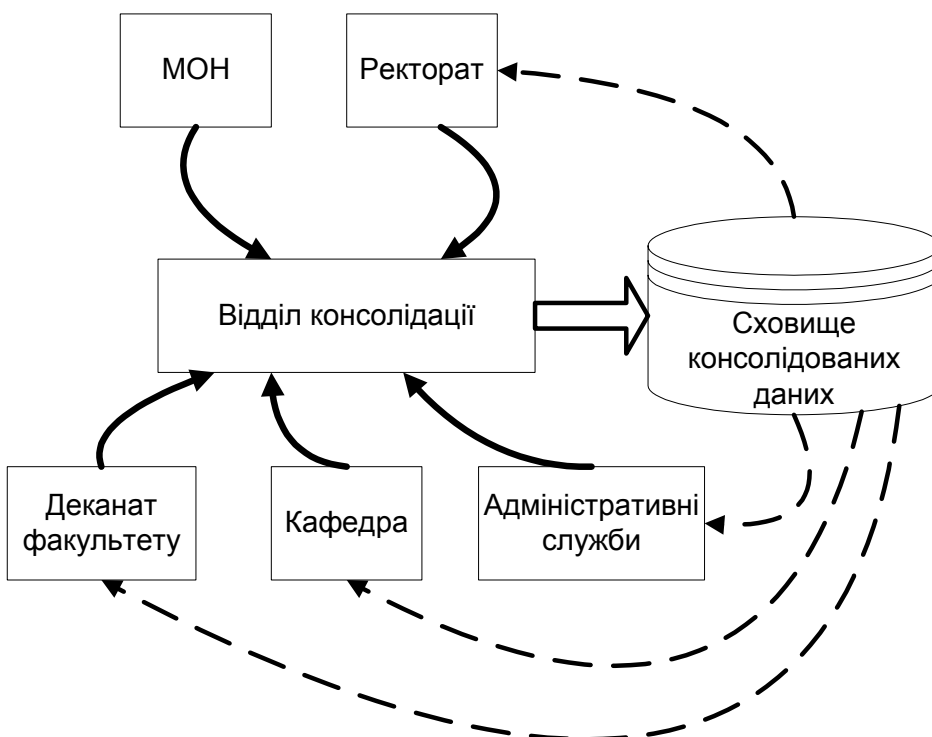 МОН
Ректорат
Відділ консолідації
Сховище
консолідованих
даних
Деканат
факультету
Кафедра
Адміністративні
служби